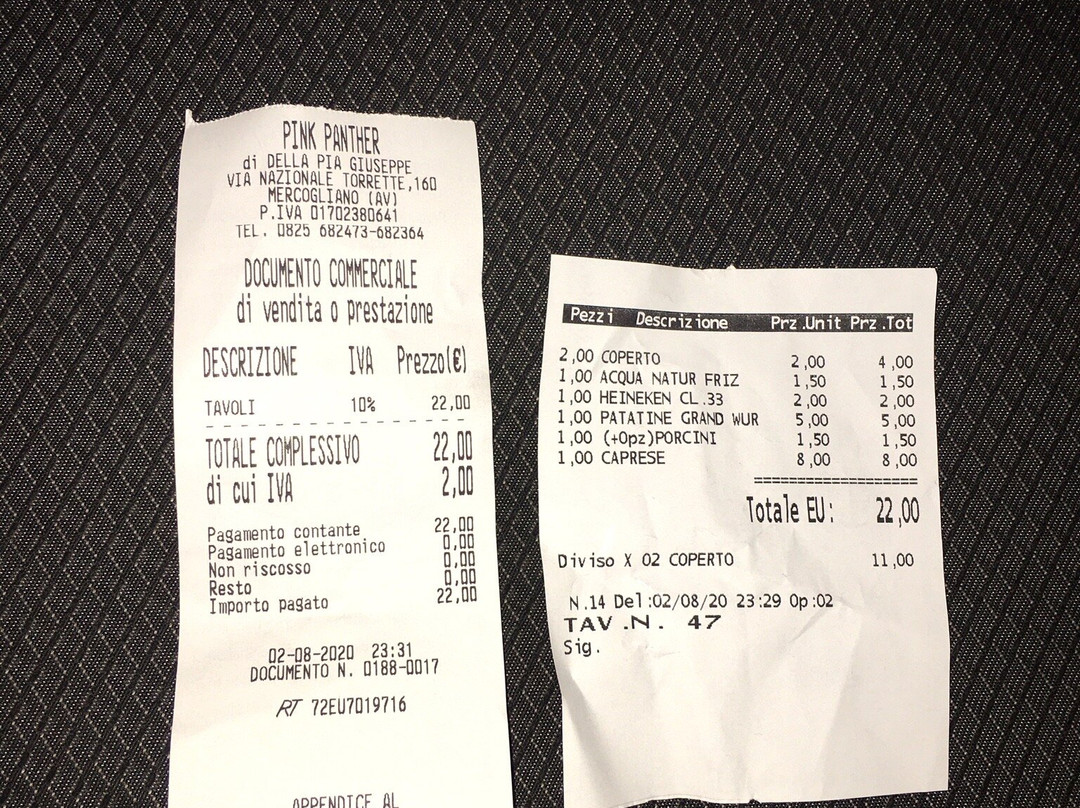 PINK PANTHER
di DELLA PIA GIUSEPPE
VIA NAZIONALE TORRETTE,160
MERCOGLIANO (AV)
P.IVA 01702380641
TEL. 0825 682473-682364
DOCUMENTO COMMERCIALE
di vendita o prestazione
DESCRIZIONE IVA Prezzo(€)
TAVOLI 10% 22,00
TOTALE COMPLESSIVO 22,00
di cui IVA 2,00
Pagamento contante 22,00
Pagamento elettronico 0,00
Non riscosso 0,00
Resto 0,00
Importo pagato 22,00
02-08-2020 23:31
DOCUMENTO N. 0188-0017
RT 72EU7019716
APPENDICE AL
Pezzi Descrizione Prz.Unit Prz.Tot
2,00 COPERTO 2,00 4,00
1,00 ACQUA NATUR FRIZ 1,50 1,50
1,00 HEINEKEN CL.33 2,00 2,00
1,00 PATATINE GRAND WUR 5,00 5,00
1,00 (+Opz)PORCINI 1,50 1,50
1,00 CAPRESE 8,00 8,00
====================
Totale EU: 22,00
Diviso X 02 COPERTO 11,00
N.14 Del:02/08/20 23:29 Op:02
TAV.N. 47
Sig.